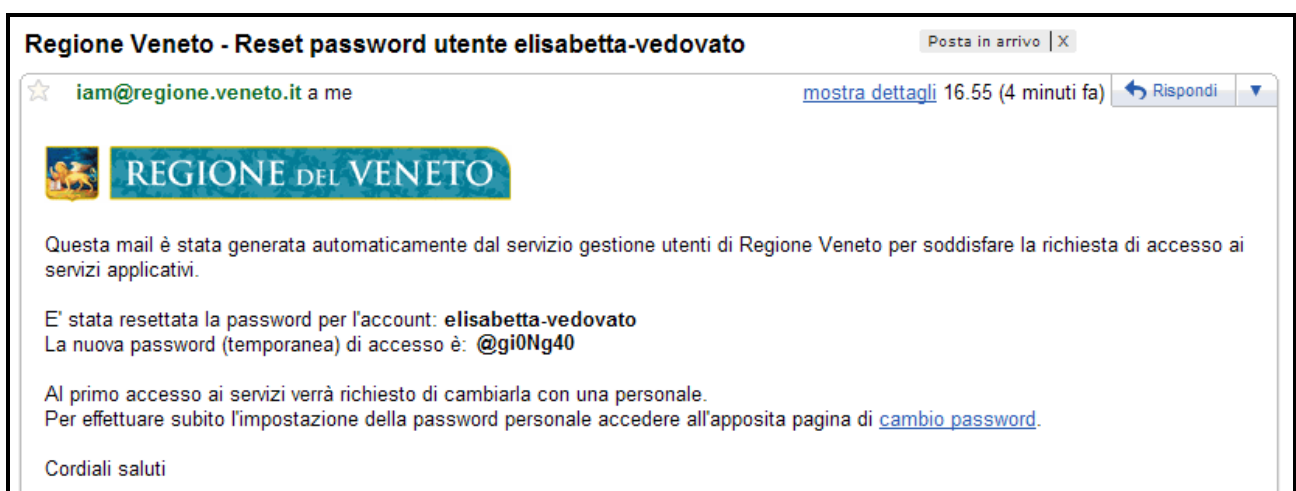 Regione Veneto - Reset password utente elisabetta-vedovato
Posta in arrivo | X
iam@regione.veneto.it a me
mostra dettagli 16.55 (4 minuti fa) Rispondi
REGIONE DEL VENETO
Questa mail è stata generata automaticamente dal servizio gestione utenti di Regione Veneto per soddisfare la richiesta di accesso ai
servizi applicativi.
E' stata resettata la password per l'account: elisabetta-vedovato
La nuova password (temporanea) di accesso è: @gi0Ng40
Al primo accesso ai servizi verrà richiesto di cambiarla con una personale.
Per effettuare subito l'impostazione della password personale accedere all'apposita pagina di cambio password.
Cordiali saluti